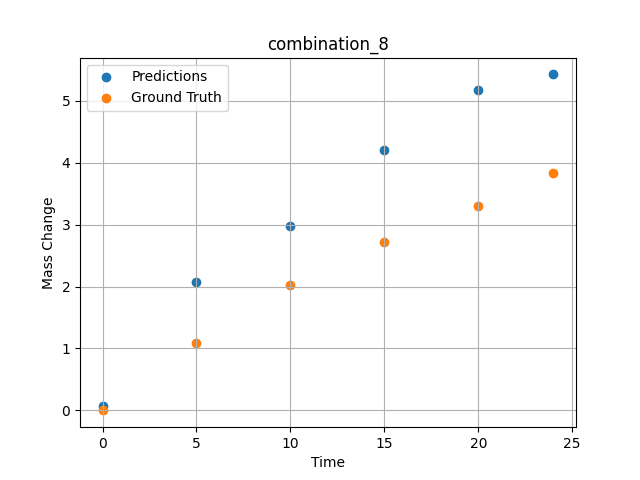 combination_8
Predictions
Ground Truth
Mass Change
5
4
3
2
1
0
0 5 10 15 20 25
Time